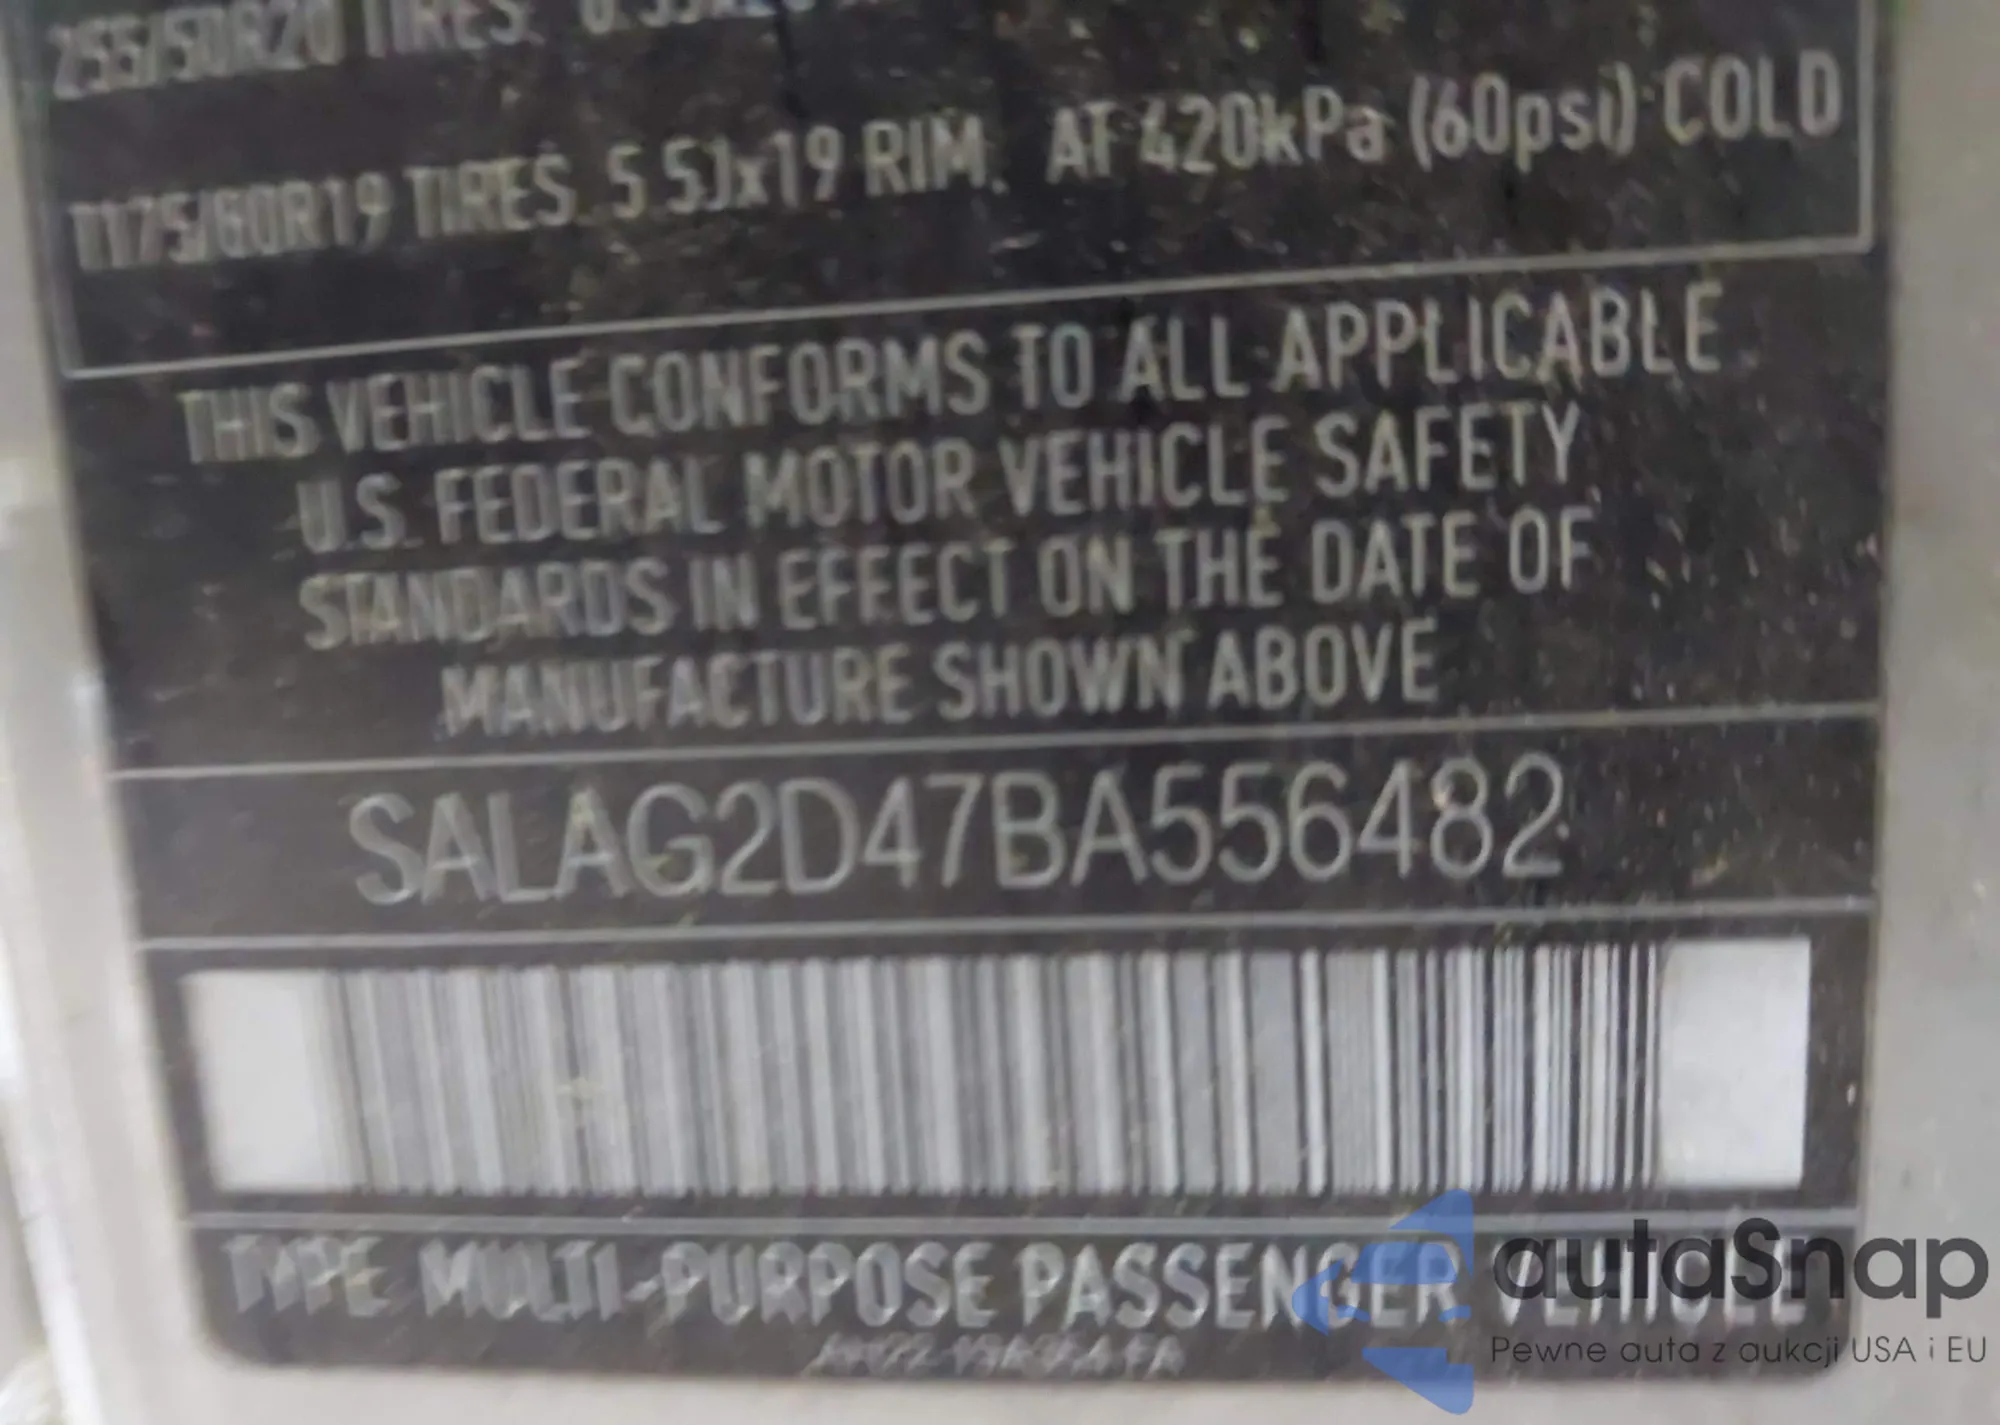 255/50R20 TIRES.
T175/60R19 TIRES. 5.5Jx19 RIM. AT 420kPa (60psi) COLD
THIS VEHICLE CONFORMS TO ALL APPLICABLE
U.S. FEDERAL MOTOR VEHICLE SAFETY
STANDARDS IN EFFECT ON THE DATE OF
MANUFACTURE SHOWN ABOVE
SALAG2D47BA556482
TYPE MULTI-PURPOSE PASSENGER VEHICLE
autaSnap
Pewne auta z aukcji USA i EU